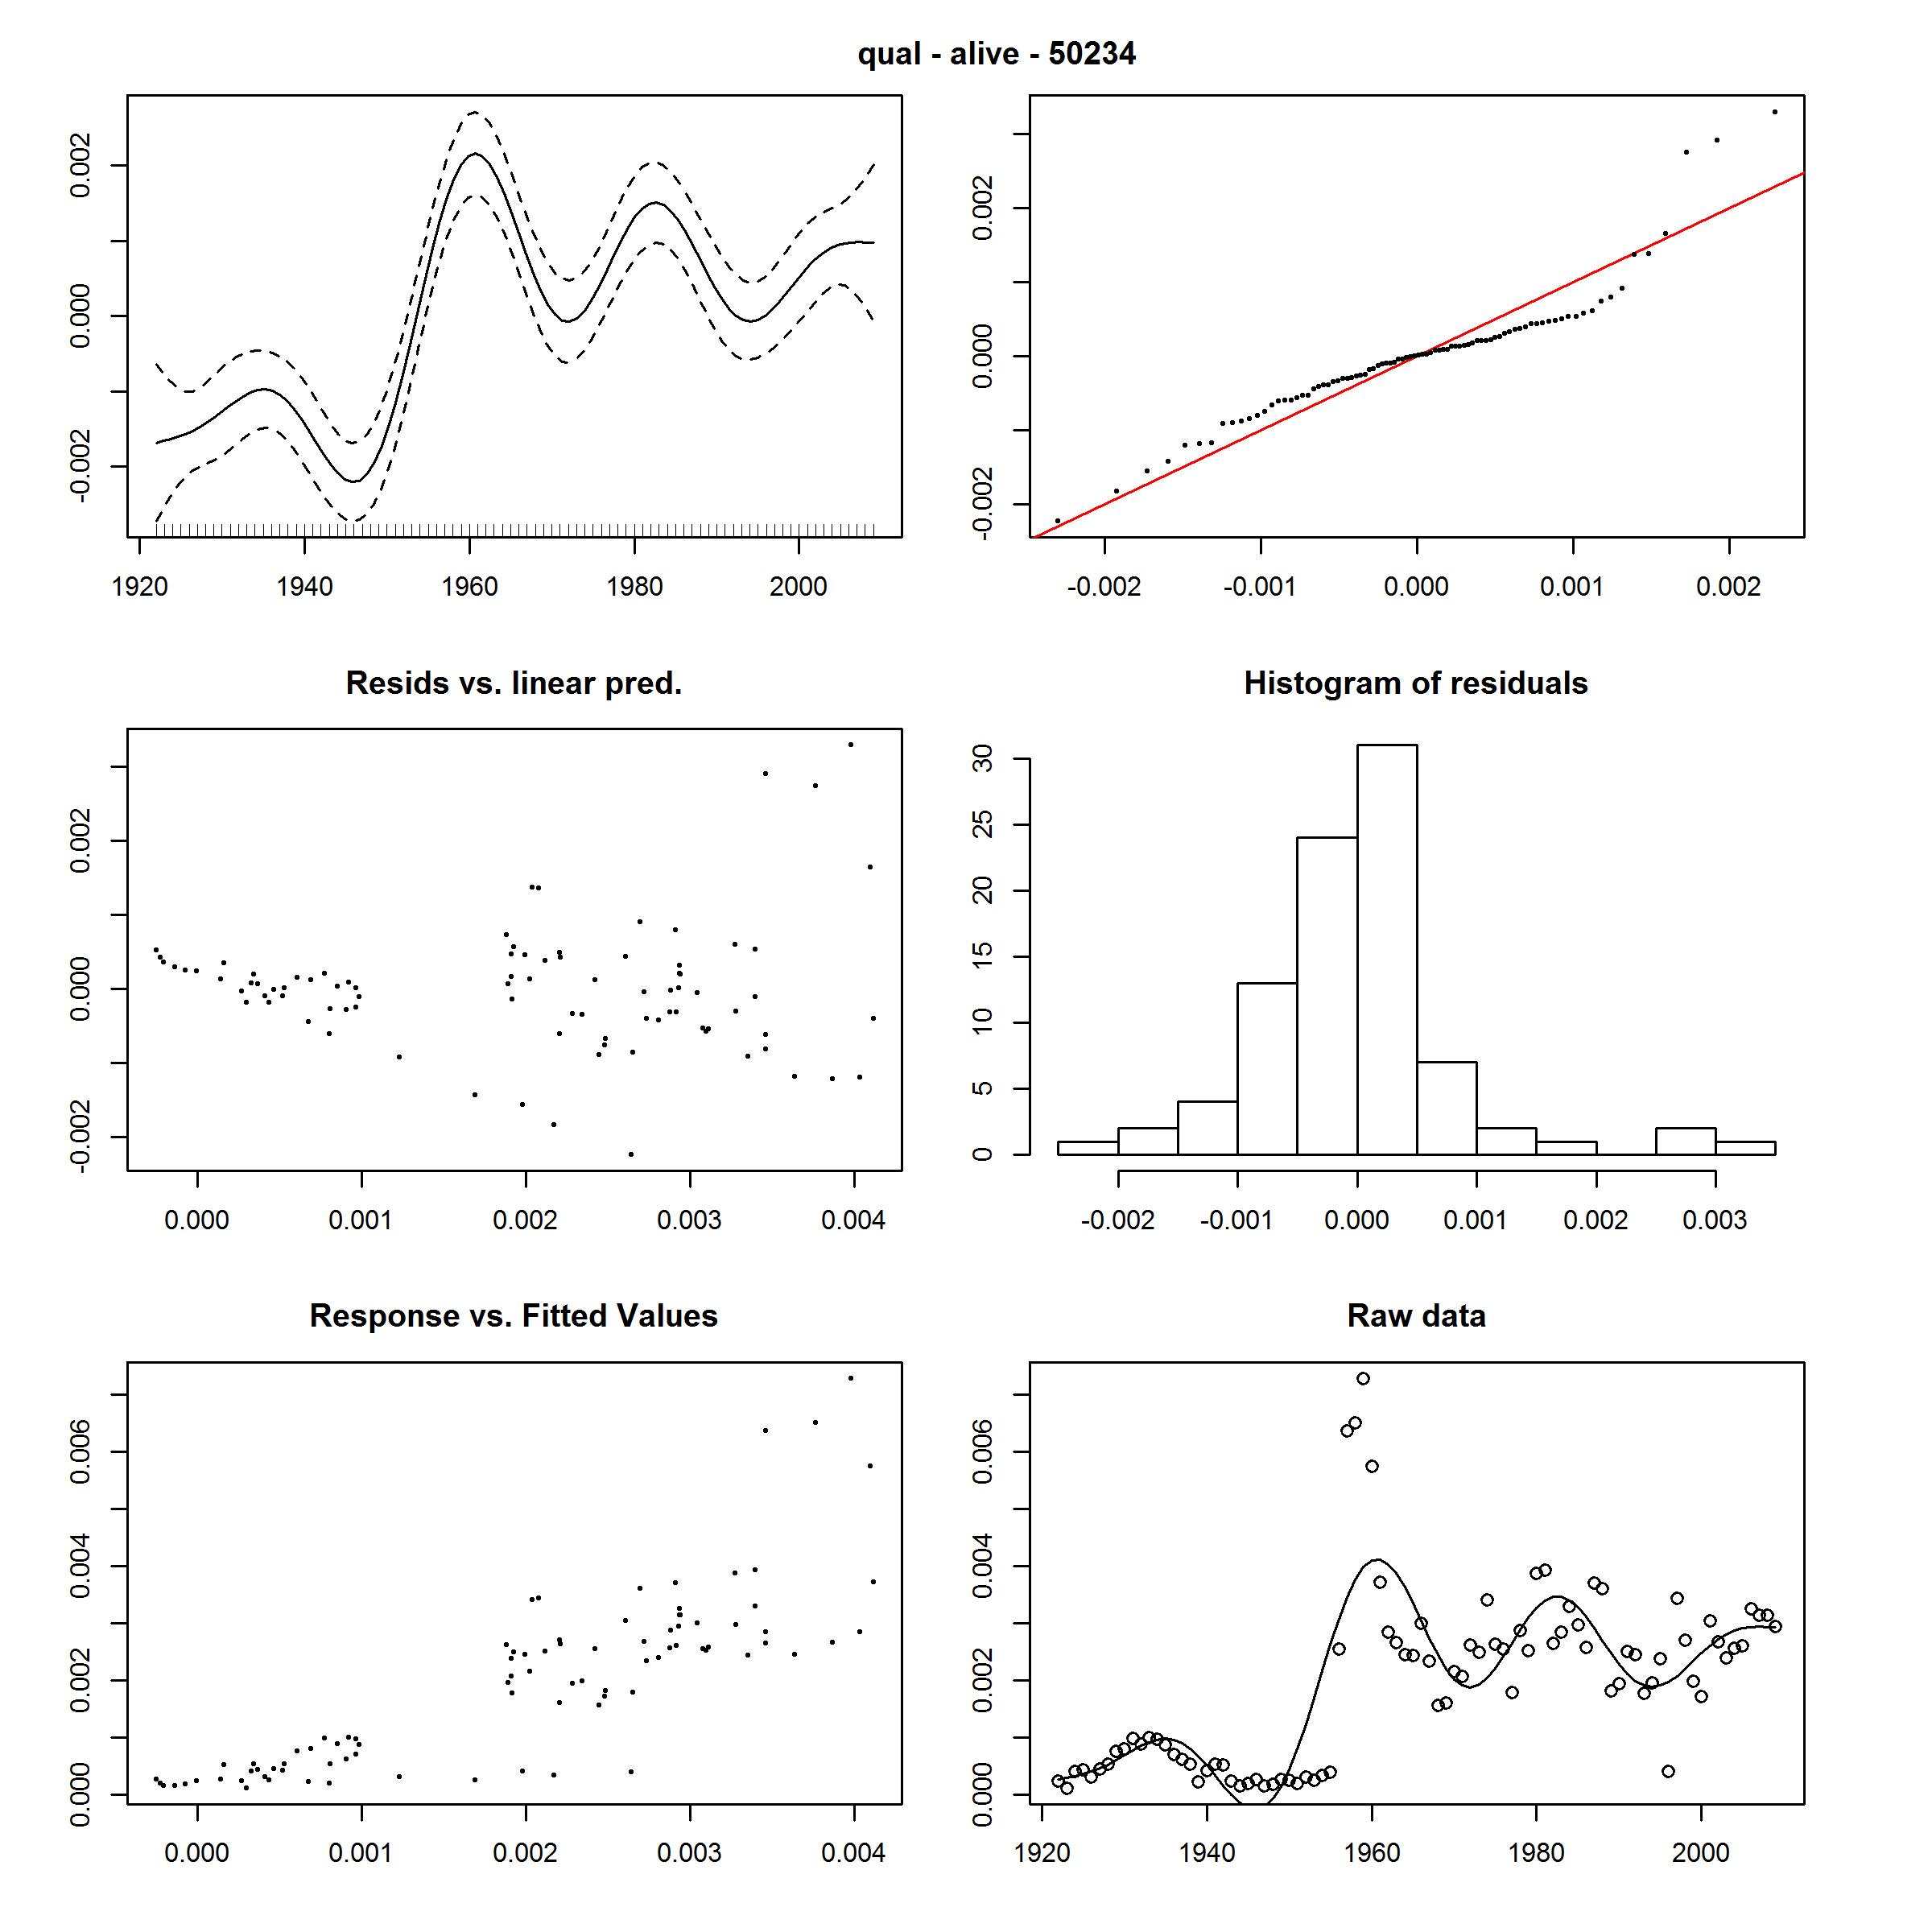 qual - alive - 50234
0.002
0.000
-0.002
1920 1940 1960 1980 2000
0.002
0.000
-0.002
-0.002 -0.001 0.000 0.001 0.002
Resids vs. linear pred.
0.002
0.000
-0.002
0.000 0.001 0.002 0.003 0.004
Histogram of residuals
30
25
20
15
10
5
0
-0.002 -0.001 0.000 0.001 0.002 0.003
Response vs. Fitted Values
0.006
0.004
0.002
0.000
0.000 0.001 0.002 0.003 0.004
Raw data
0.006
0.004
0.002
0.000
1920 1940 1960 1980 2000